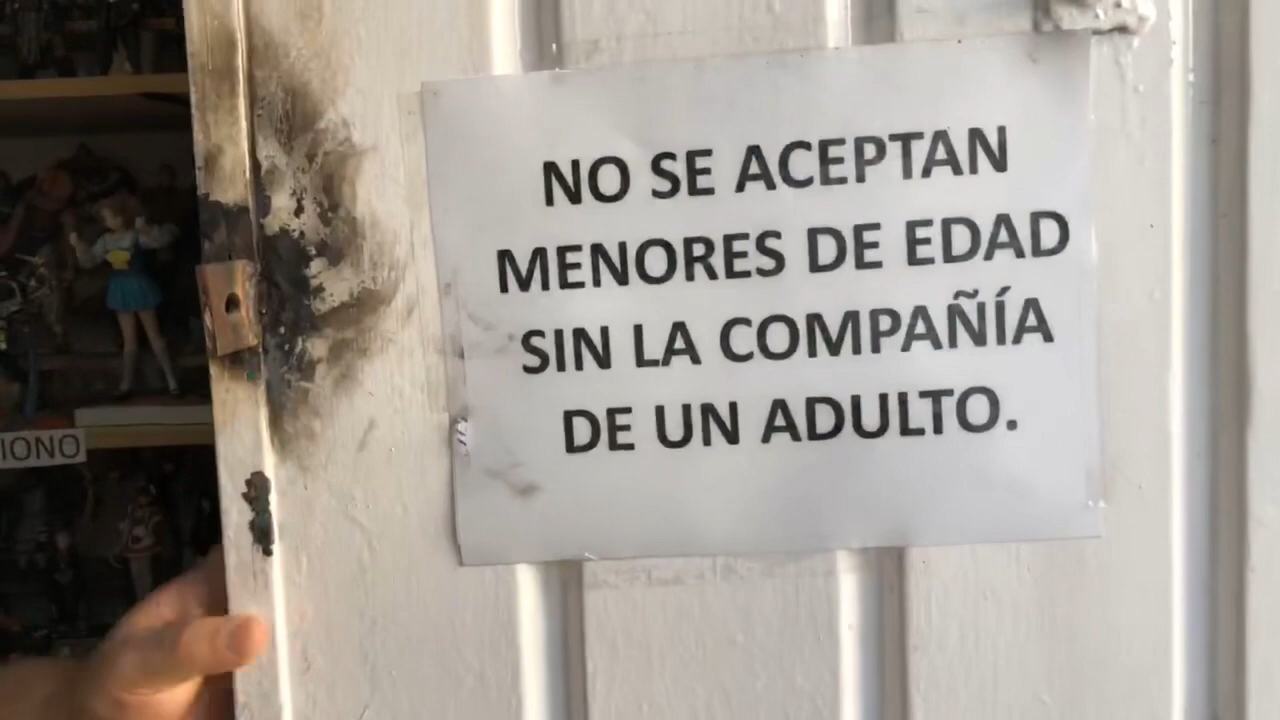 NO SE ACEPTAN
MENORES DE EDAD
SIN LA COMPAÑÍA
DE UN ADULTO.
IONO